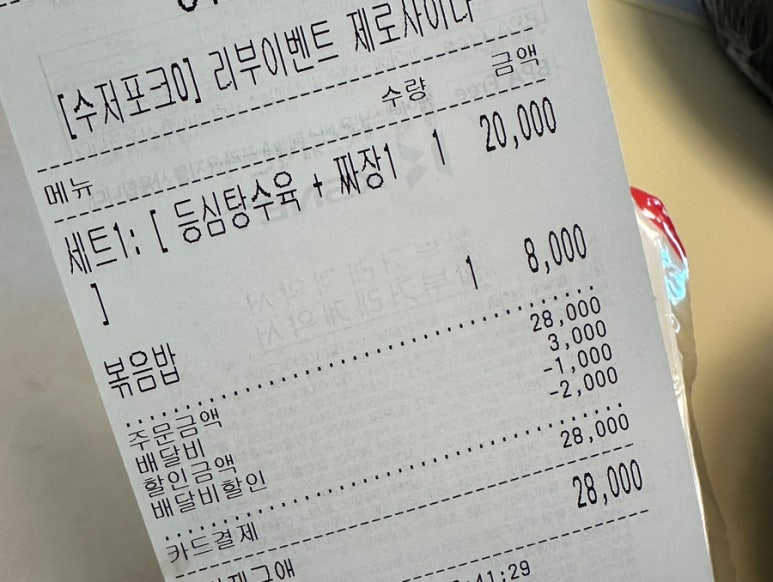 [수저포크0] 리뷰이벤트 제로사이다
메뉴 수량 금액
세트1: [ 등심탕수육 + 짜장1 1 20,000
]
볶음밥 1 8,000
주문금액 28,000
배달비 3,000
할인금액 -1,000
배달비할인 -2,000
카드결제 28,000
28,000
:41:29